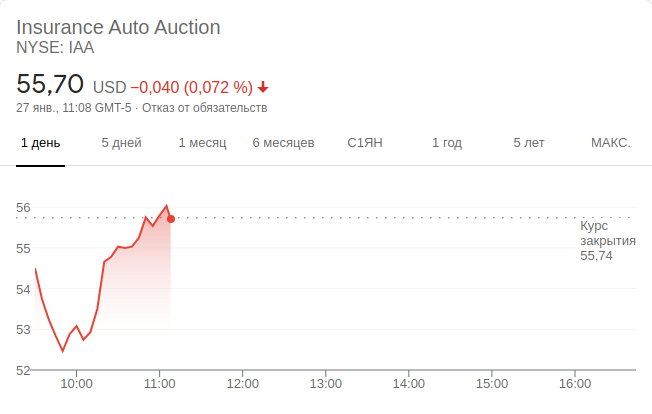 Insurance Auto Auction
NYSE: IAA
55,70 USD −0,040 (0,072 %)
27 янв., 11:08 GMT-5 · Отказ от обязательств
1 день 5 дней 1 месяц 6 месяцев С1ЯН 1 год 5 лет МАКС.
56
Курс
закрытия
55,74
55
54
53
52
10:00 11:00 12:00 13:00 14:00 15:00 16:00